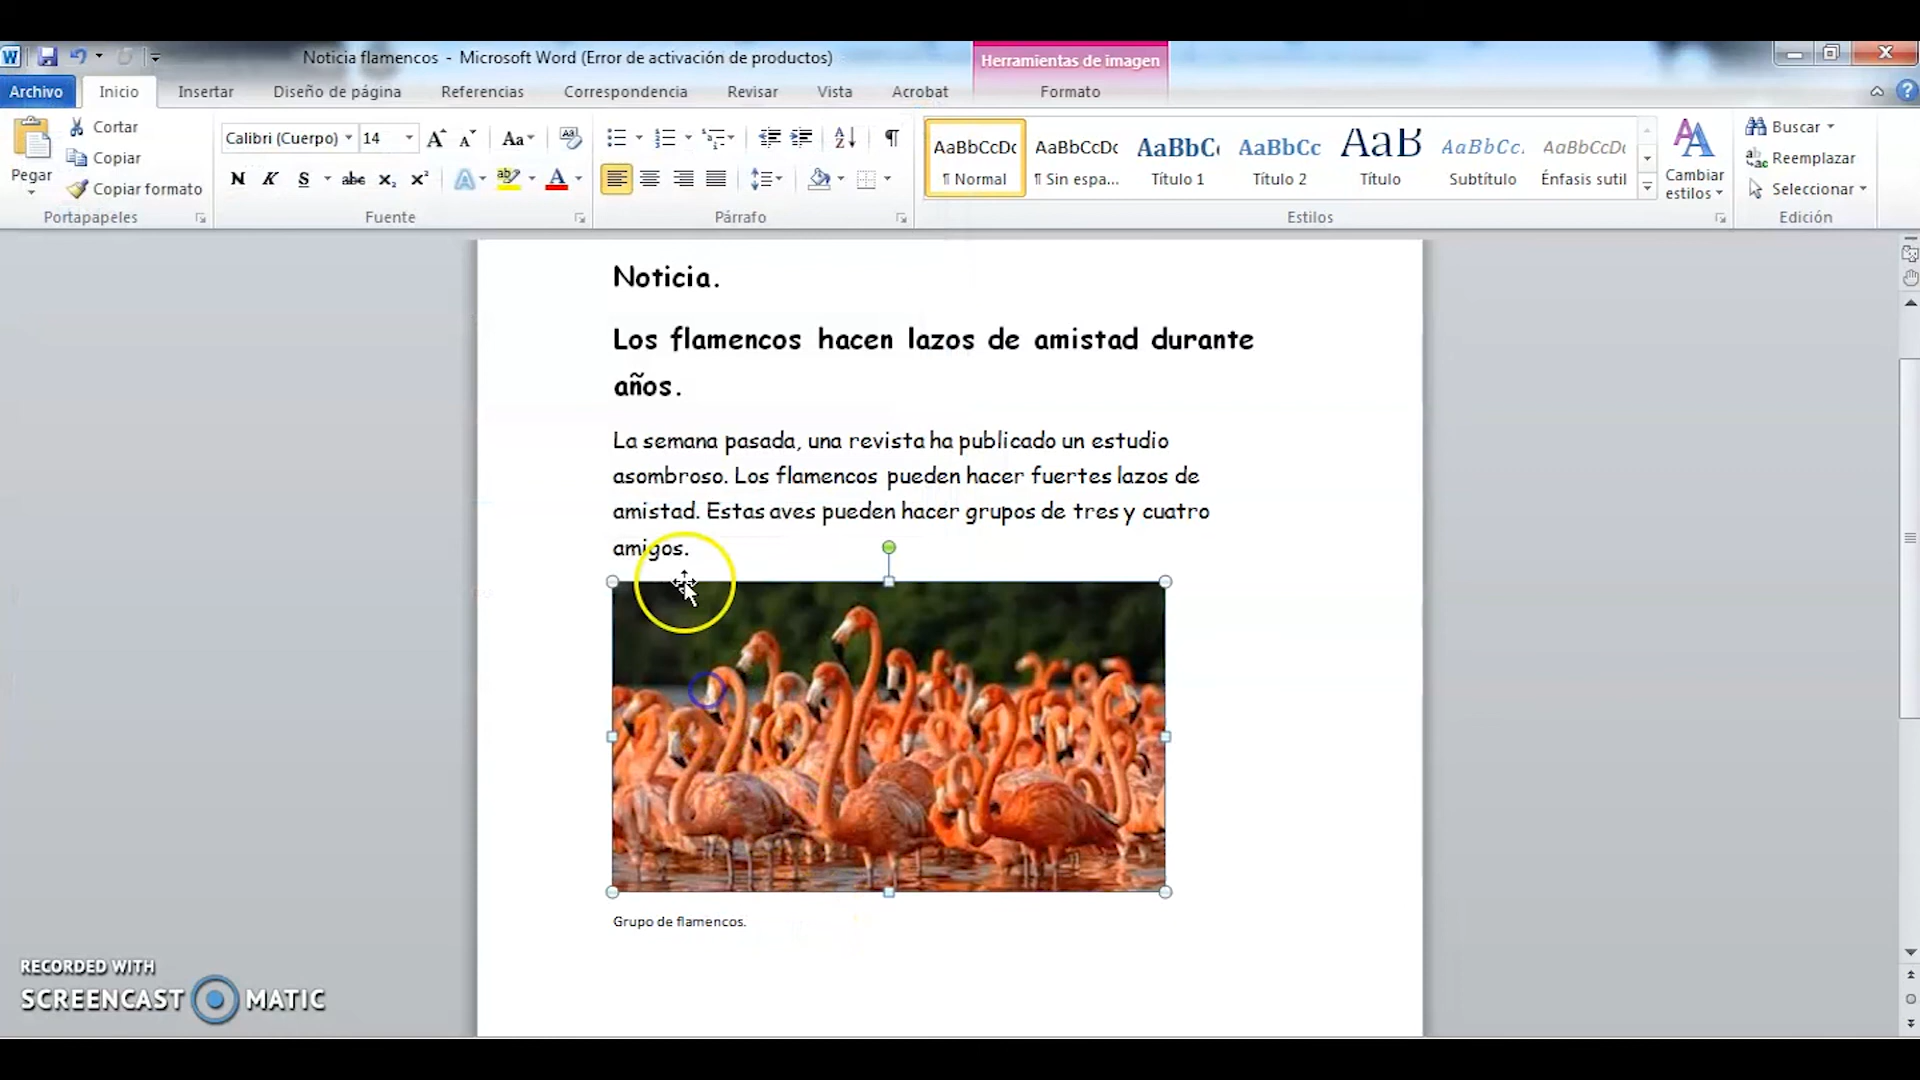 Noticia flamencos - Microsoft Word (Error de activación de productos)
Herramientas de imagen
Archivo Inicio Insertar Diseño de página Referencias Correspondencia Revisar Vista Acrobat Formato
Pegar
Cortar
Copiar
Copiar formato
Portapapeles
Calibri (Cuerpo) 14
Aa
N K S abc x₂ x²
A
Fuente
Párrafo
AaBbCcDc AaBbCcDc AaBbC AaBbCc AaB AaBbCc. AaBbCcDc
¶ Normal ¶ Sin espa... Título 1 Título 2 Título Subtítulo Énfasis sutil
Estilos
Cambiar
estilos
Buscar
Reemplazar
Seleccionar
Edición
Noticia.
Los flamencos hacen lazos de amistad durante
años.
La semana pasada, una revista ha publicado un estudio
asombroso. Los flamencos pueden hacer fuertes lazos de
amistad. Estas aves pueden hacer grupos de tres y cuatro
amigos.
Grupo de flamencos.
RECORDED WITH
SCREENCAST MATIC